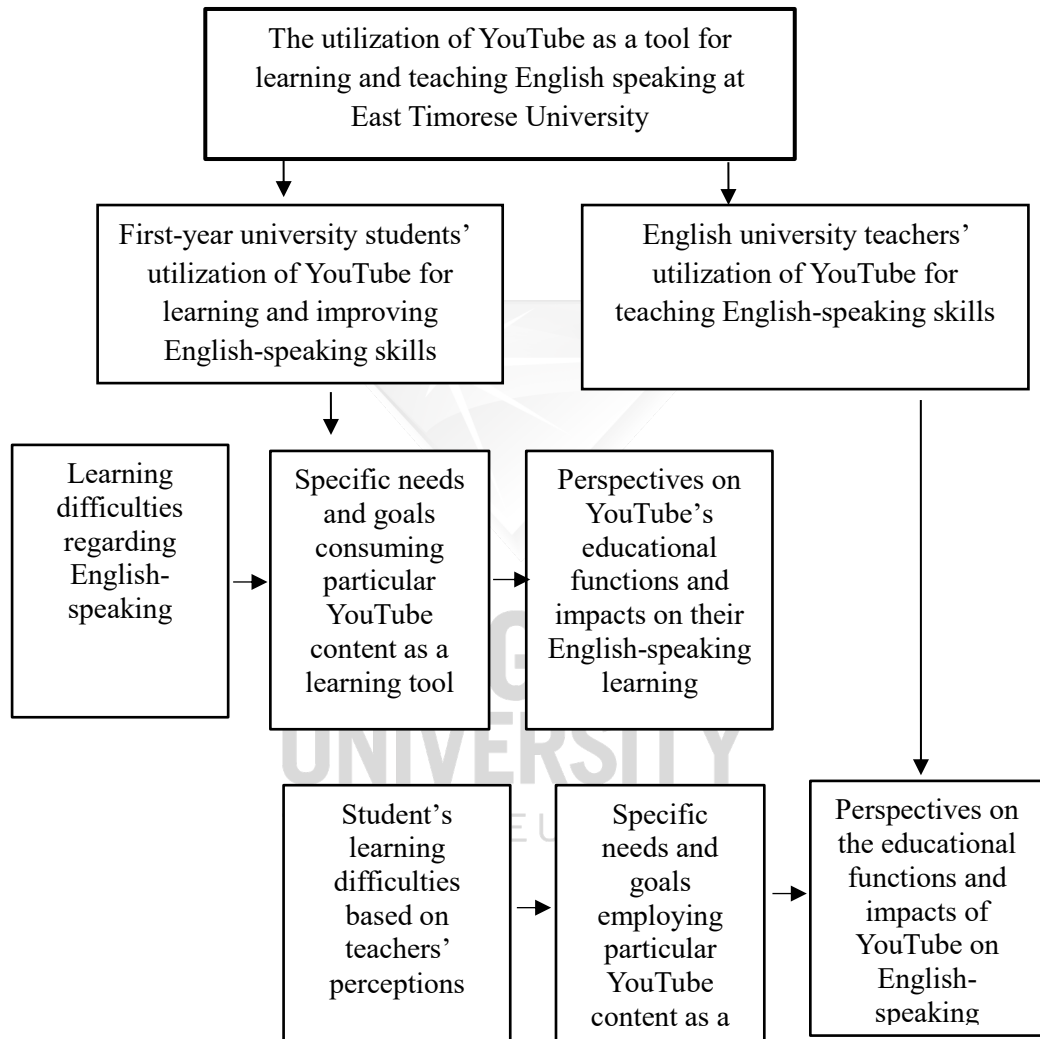 The utilization of YouTube as a tool for
learning and teaching English speaking at
East Timorese University
First-year university students’
utilization of YouTube for
learning and improving
English-speaking skills
English university teachers’
utilization of YouTube for
teaching English-speaking skills
Learning
difficulties
regarding
English-
speaking
Specific needs
and goals
consuming
particular
YouTube
content as a
learning tool
Perspectives on
YouTube’s
educational
functions and
impacts on their
English-speaking
learning
UNIVERSITY
Student’s
learning
difficulties
based on
teachers’
perceptions
Specific
needs and
goals
employing
particular
YouTube
content as a
Perspectives on
the educational
functions and
impacts of
YouTube on
English-
speaking